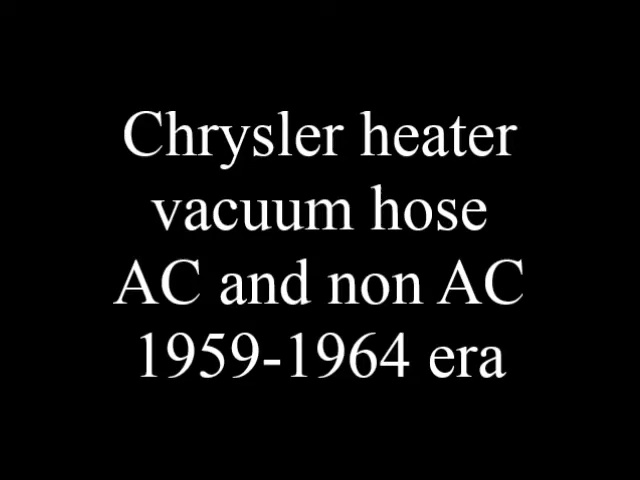 Chrysler heater
vacuum hose
AC and non AC
1959-1964 era